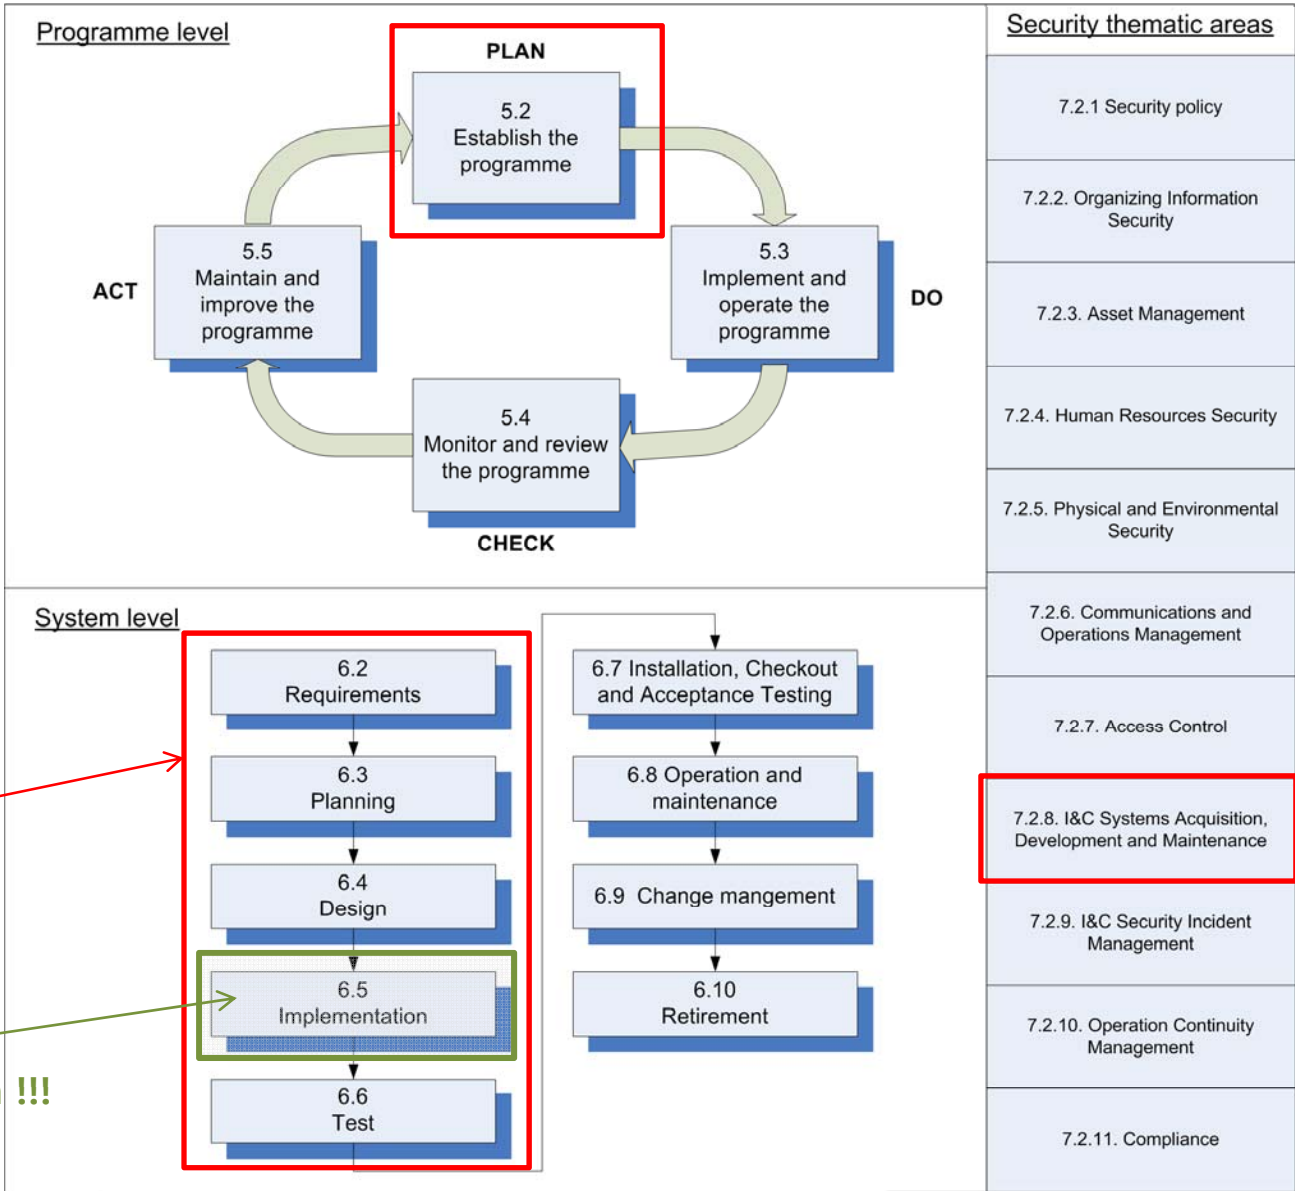 Programme level
PLAN
5.2
Establish the
programme
5.5
Maintain and
improve the
programme
ACT
5.3
Implement and
operate the
programme
DO
5.4
Monitor and review
the programme
CHECK
System level
6.2
Requirements
6.3
Planning
6.4
Design
6.5
Implementation
6.6
Test
!!!
6.7 Installation, Checkout
and Acceptance Testing
6.8 Operation and
maintenance
6.9 Change mangement
6.10
Retirement
Security thematic areas
7.2.1 Security policy
7.2.2. Organizing Information
Security
7.2.3. Asset Management
7.2.4. Human Resources Security
7.2.5. Physical and Environmental
Security
7.2.6. Communications and
Operations Management
7.2.7. Access Control
7.2.8. I&C Systems Acquisition,
Development and Maintenance
7.2.9. I&C Security Incident
Management
7.2.10. Operation Continuity
Management
7.2.11. Compliance